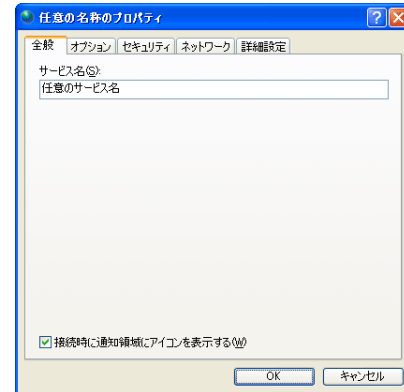 任意の名称のプロパティ
全般 オプション セキュリティ ネットワーク 詳細設定
サービス名(S):
任意のサービス名
接続時に通知領域にアイコンを表示する(W)
OK キャンセル